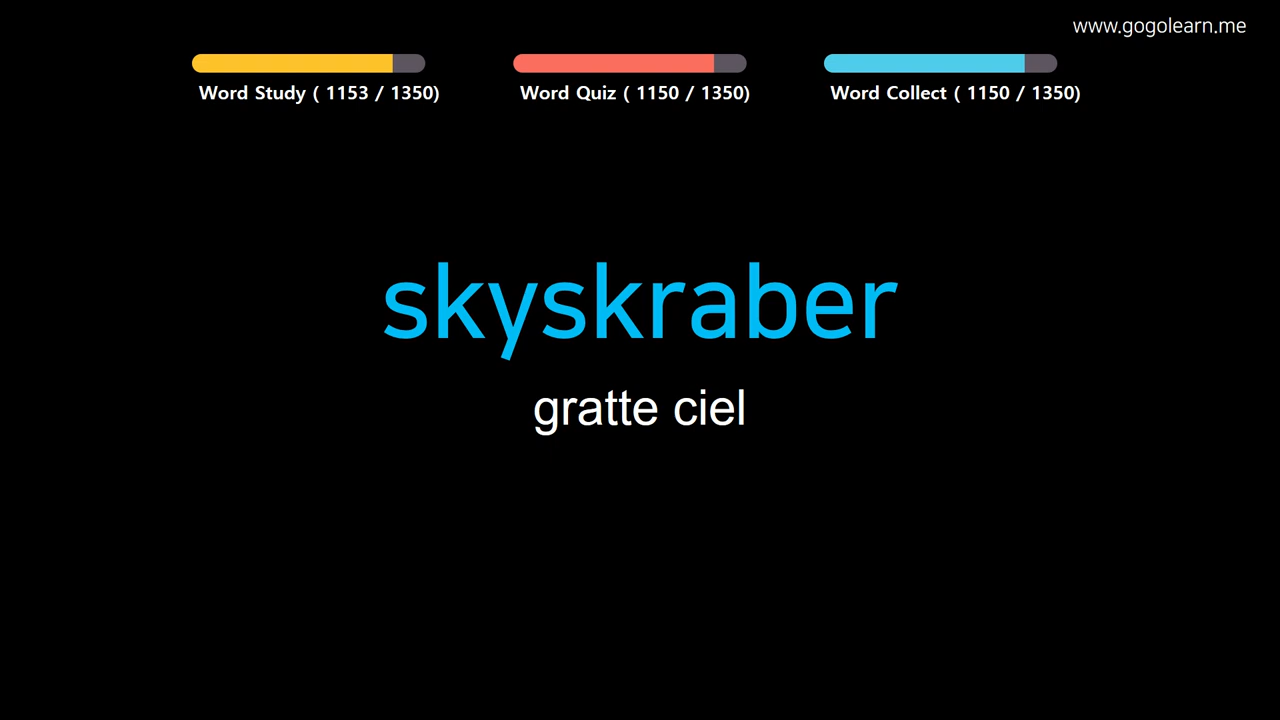 www.gogolearn.me
Word Study ( 1153 / 1350)
Word Quiz ( 1150 / 1350)
Word Collect ( 1150 / 1350)
skyskraber
gratte ciel